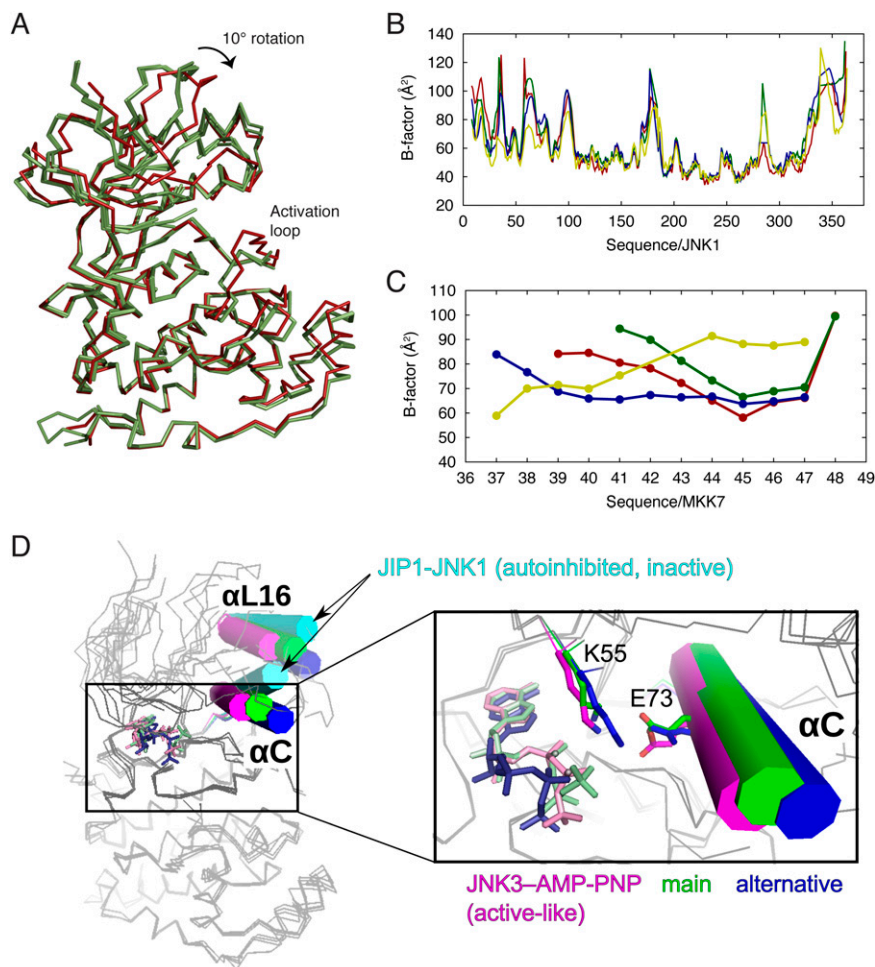 A
10° rotation
Activation
loop
B
B-factor (Å²)
140
120
100
80
60
40
20
0 50 100 150 200 250 300 350
Sequence/JNK1
C
B-factor (Å²)
110
100
90
80
70
60
50
40
36 37 38 39 40 41 42 43 44 45 46 47 48 49
Sequence/MKK7
D
JIP1-JNK1 (autoinhibited, inactive)
αL16
αC
K55
E73
αC
JNK3–AMP-PNP main alternative
(active-like)